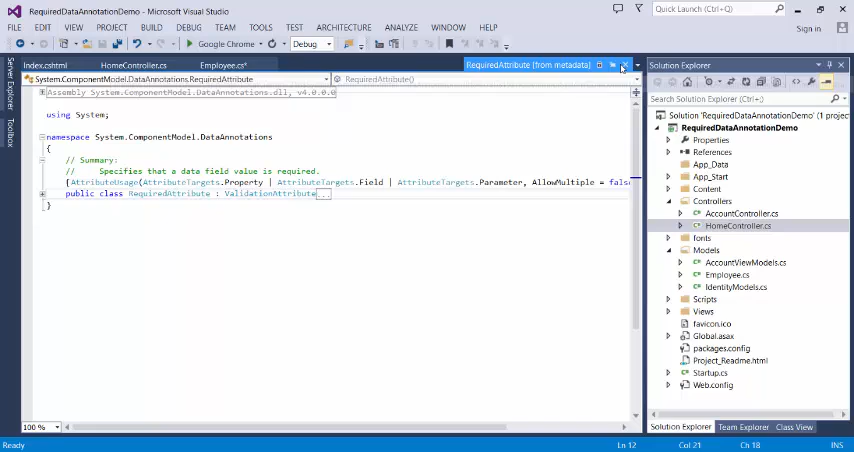 RequiredDataAnnotationDemo - Microsoft Visual Studio
Quick Launch (Ctrl+Q)
FILE EDIT VIEW PROJECT BUILD DEBUG TEAM TOOLS TEST ARCHITECTURE ANALYZE WINDOW HELP
Sign in
Google Chrome Debug
Server Explorer
Toolbox
Index.cshtml HomeController.cs Employee.cs* RequiredAttribute [from metadata]
System.ComponentModel.DataAnnotations.RequiredAttribute RequiredAttribute()
Assembly System.ComponentModel.DataAnnotations.dll, v4.0.0.0
using System;
namespace System.ComponentModel.DataAnnotations
{
// Summary:
// Specifies that a data field value is required.
[AttributeUsage(AttributeTargets.Property | AttributeTargets.Field | AttributeTargets.Parameter, AllowMultiple = false
public class RequiredAttribute : ValidationAttribute...
}
100 %
Solution Explorer
Search Solution Explorer (Ctrl+;)
Solution 'RequiredDataAnnotationDemo' (1 projec
RequiredDataAnnotationDemo
Properties
References
App_Data
App_Start
Content
Controllers
AccountController.cs
HomeController.cs
fonts
Models
AccountViewModels.cs
Employee.cs
IdentityModels.cs
Scripts
Views
favicon.ico
Global.asax
packages.config
Project_Readme.html
Startup.cs
Web.config
Solution Explorer Team Explorer Class View
Ready Ln 12 Col 21 Ch 18 INS